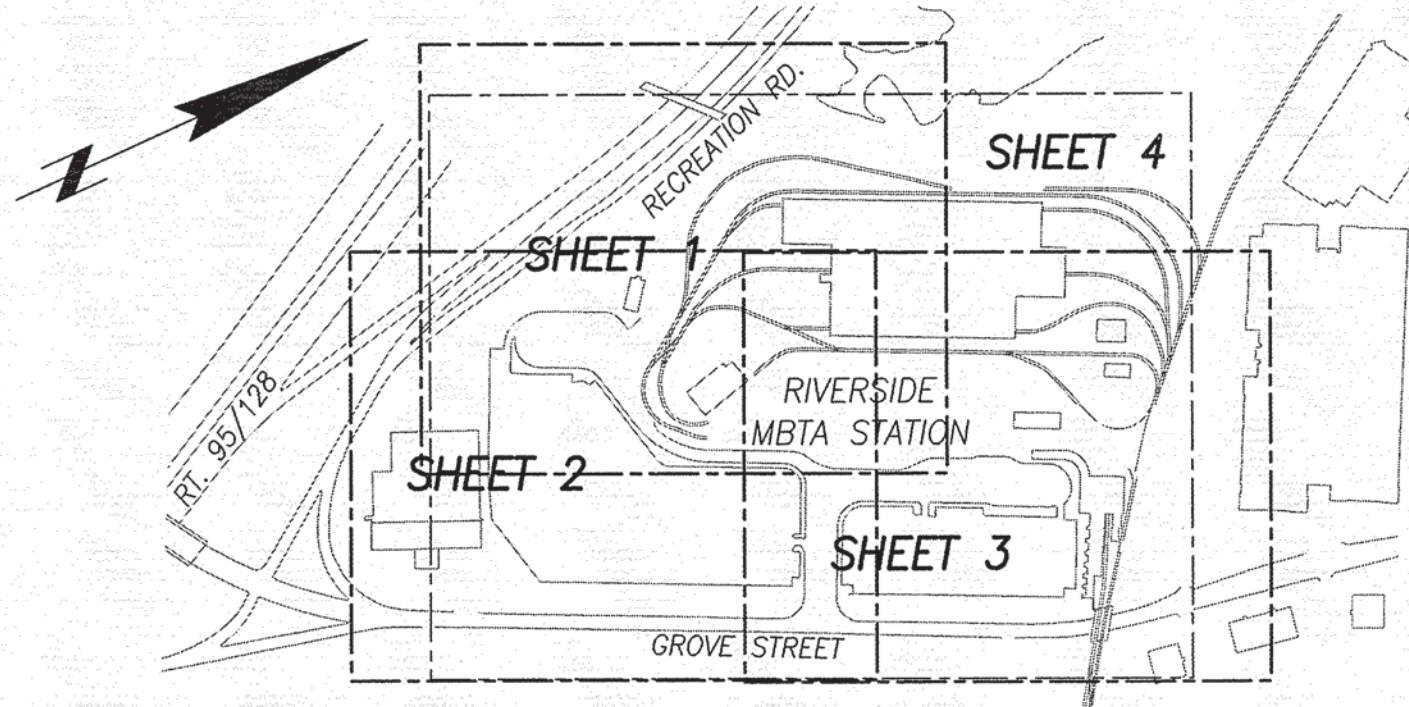 N
RECREATION RD.
SHEET 4
SHEET 1
RT. 95/128
RIVERSIDE
MBTA STATION
SHEET 2
SHEET 3
GROVE STREET